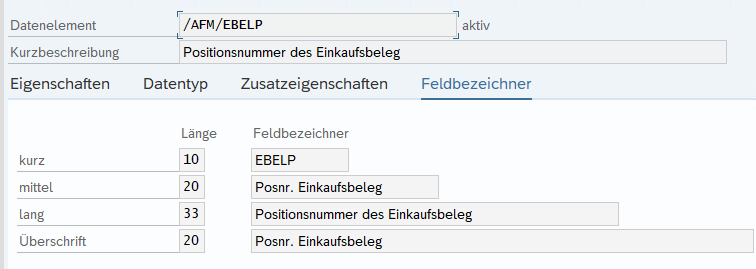 Datenelement /AFM/EBELP aktiv
Kurzbeschreibung Positionsnummer des Einkaufsbeleg
Eigenschaften Datentyp Zusatzeigenschaften Feldbezeichner
Länge Feldbezeichner
kurz 10 EBELP
mittel 20 Posnr. Einkaufsbeleg
lang 33 Positionsnummer des Einkaufsbeleg
Überschrift 20 Posnr. Einkaufsbeleg